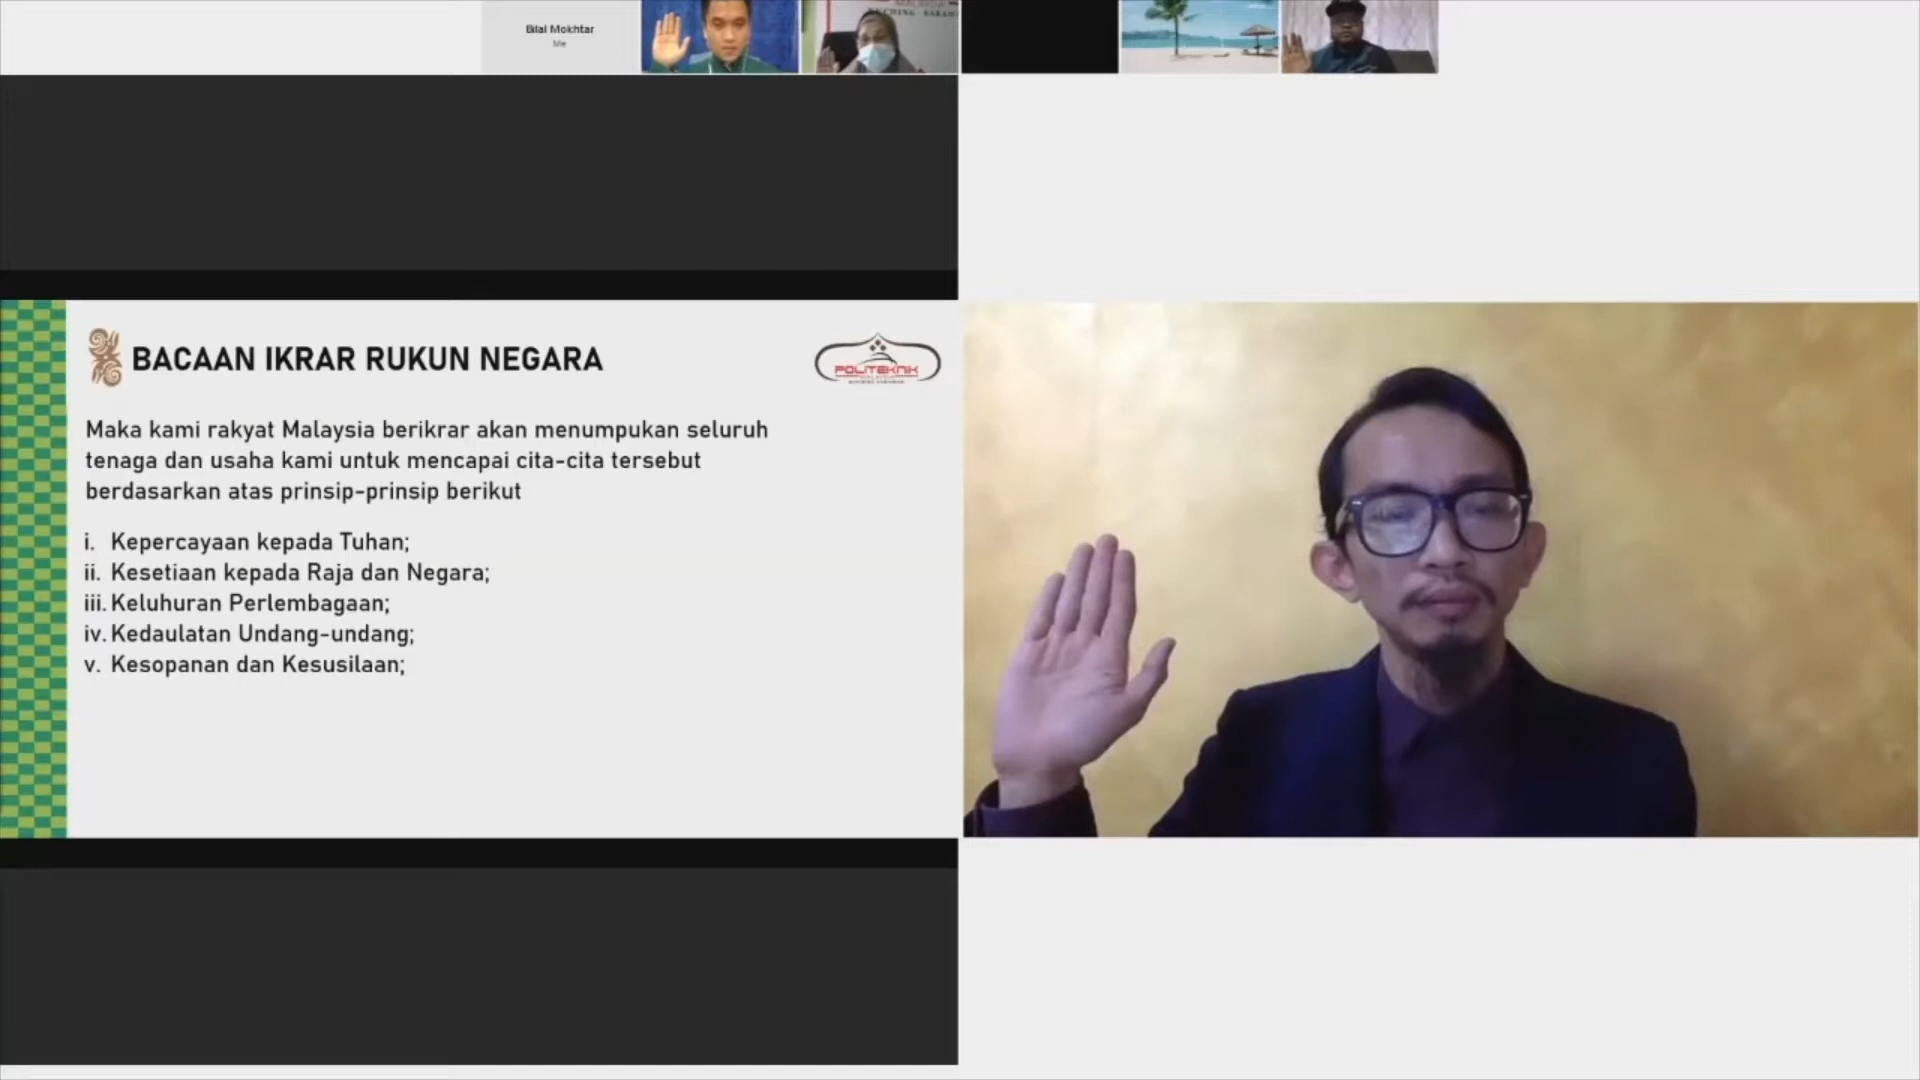 Bilal Mokhtar
Me
BACAAN IKRAR RUKUN NEGARA
POLITEKNIK
Maka kami rakyat Malaysia berikrar akan menumpukan seluruh
tenaga dan usaha kami untuk mencapai cita-cita tersebut
berdasarkan atas prinsip-prinsip berikut
i. Kepercayaan kepada Tuhan;
ii. Kesetiaan kepada Raja dan Negara;
iii. Keluhuran Perlembagaan;
iv. Kedaulatan Undang-undang;
v. Kesopanan dan Kesusilaan;